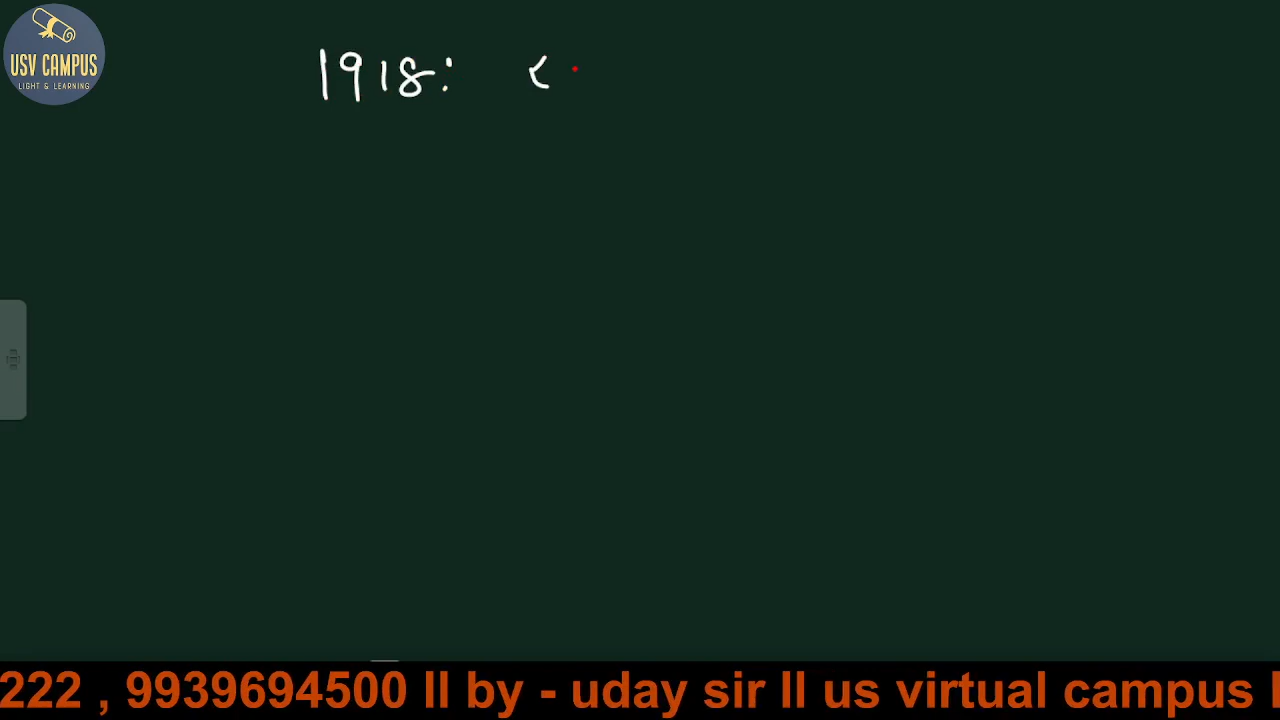 USV CAMPUS
LIGHT & LEARNING
1918:
222 , 9939694500 ll by - uday sir ll us virtual campus